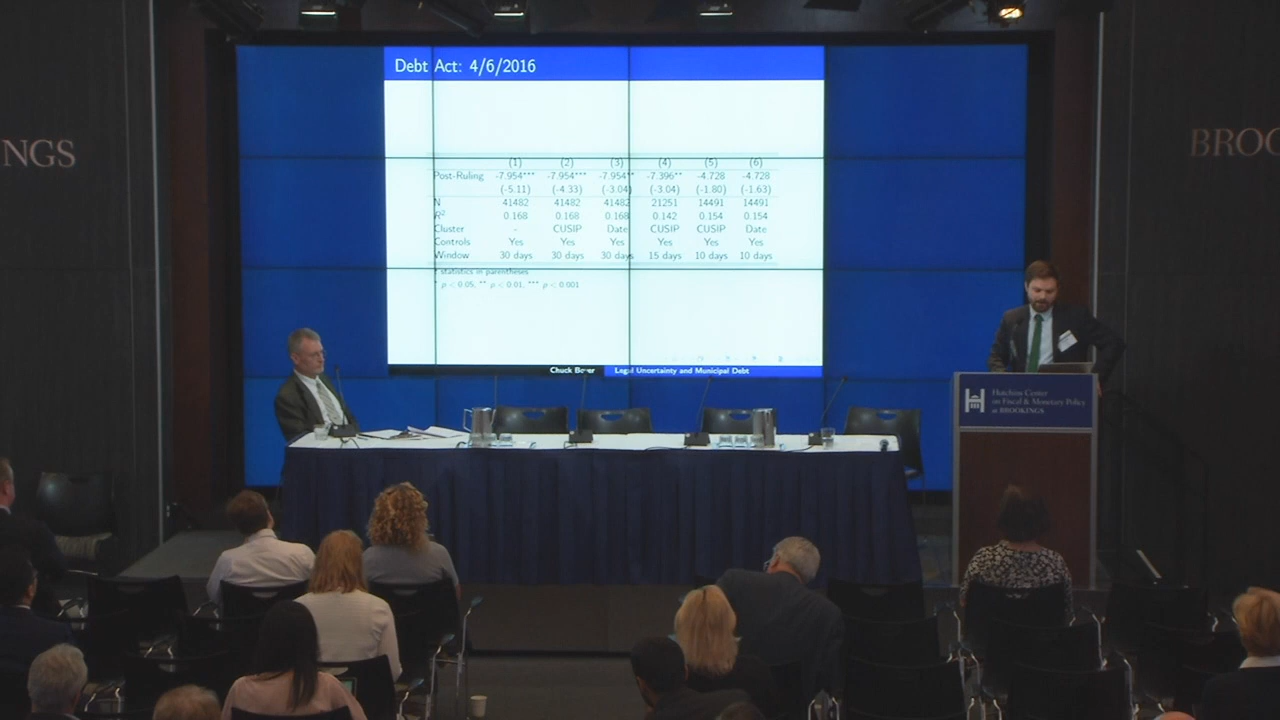 Debt Act: 4/6/2016
NGS
BROO
(1) (2) (3) (4) (5) (6)
Post-Ruling -7.954*** -7.954*** -7.954** -7.396** -4.728 -4.728
(-5.11) (-4.33) (-3.04) (-3.04) (-1.80) (-1.63)
N 41482 41482 41482 21251 14491 14491
R² 0.168 0.168 0.168 0.142 0.154 0.154
Cluster - CUSIP Date CUSIP CUSIP Date
Controls Yes Yes Yes Yes Yes Yes
Window 30 days 30 days 30 days 15 days 10 days 10 days
t statistics in parentheses
* p < 0.05, ** p < 0.01, *** p < 0.001
Chuck Boyer Legal Uncertainty and Municipal Debt
Hutchins Center
on Fiscal & Monetary Policy
at BROOKINGS